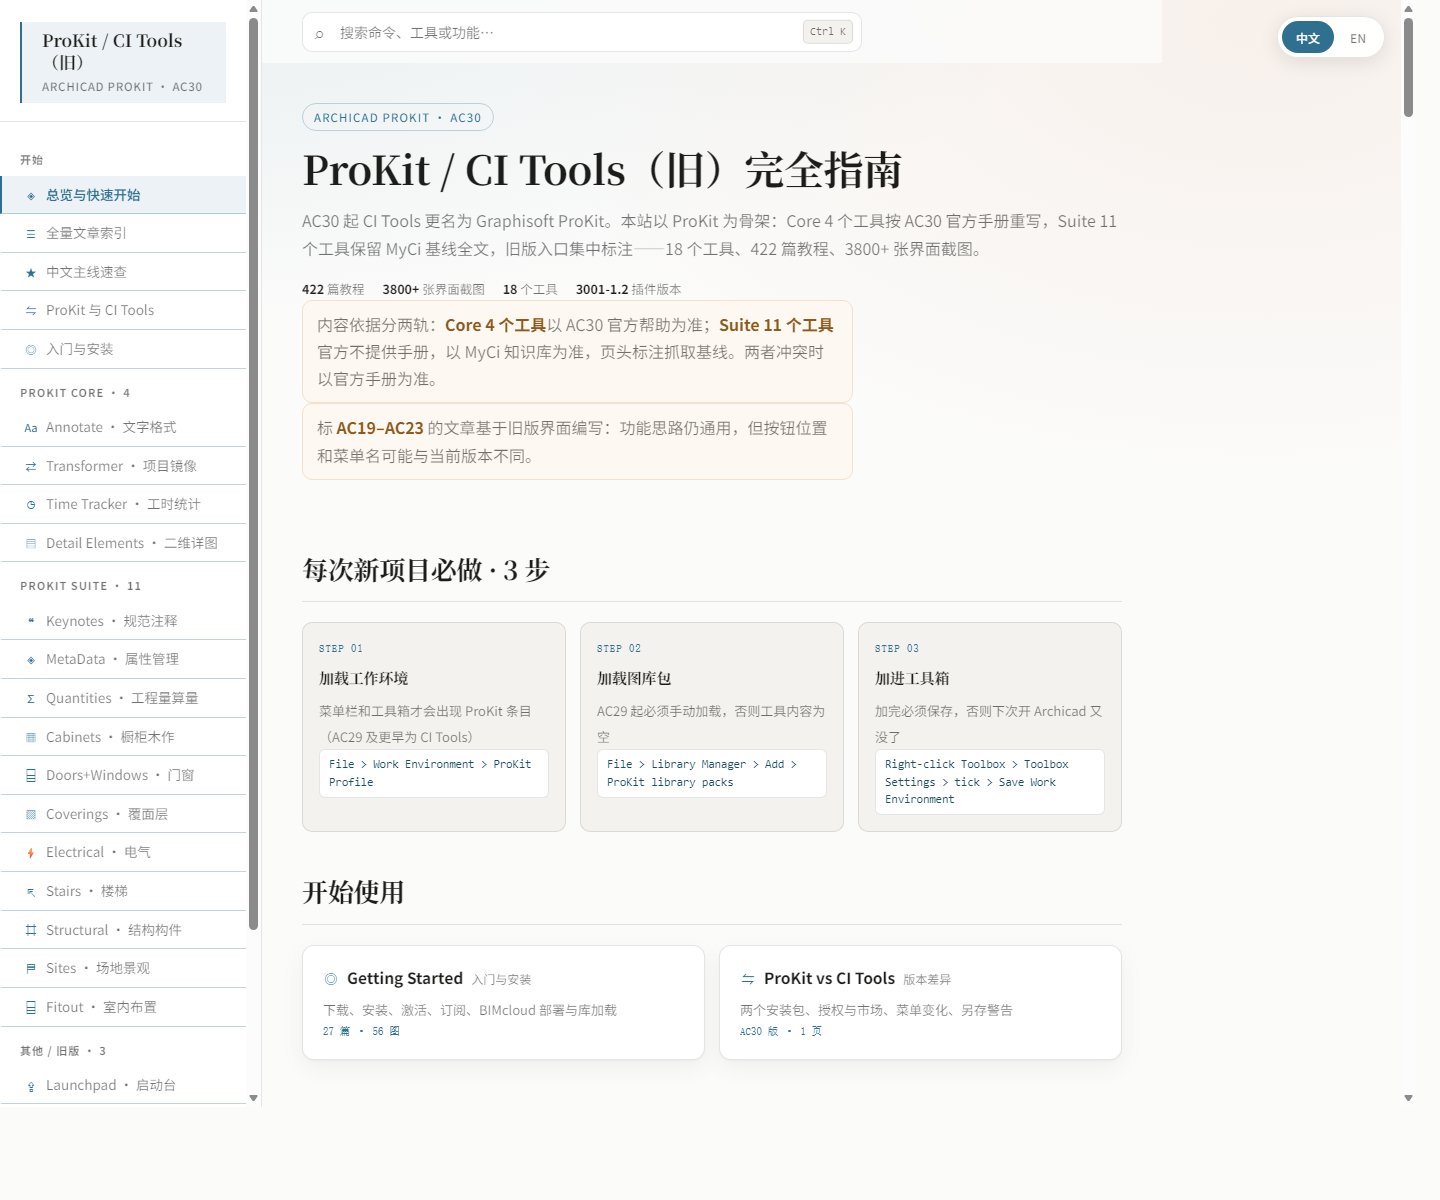 ProKit / CI Tools
（旧）
ARCHICAD PROKIT · AC30
开始
总览与快速开始
全量文章索引
中文主线速查
ProKit 与 CI Tools
入门与安装
PROKIT CORE · 4
Aa Annotate · 文字格式
Transformer · 项目镜像
Time Tracker · 工时统计
Detail Elements · 二维详图
PROKIT SUITE · 11
Keynotes · 规范注释
MetaData · 属性管理
Σ Quantities · 工程量算量
Cabinets · 橱柜木作
Doors+Windows · 门窗
Coverings · 覆面层
Electrical · 电气
Stairs · 楼梯
Structural · 结构构件
Sites · 场地景观
Fitout · 室内布置
其他 / 旧版 · 3
Launchpad · 启动台
搜索命令、工具或功能…
Ctrl K
中文 EN
ARCHICAD PROKIT · AC30
ProKit / CI Tools（旧）完全指南
AC30 起 CI Tools 更名为 Graphisoft ProKit。本站以 ProKit 为骨架：Core 4 个工具按 AC30 官方手册重写，Suite 11
个工具保留 MyCi 基线全文，旧版入口集中标注——18 个工具、422 篇教程、3800+ 张界面截图。
422 篇教程 3800+ 张界面截图 18 个工具 3001-1.2 插件版本
内容依据分两轨：Core 4 个工具以 AC30 官方帮助为准；Suite 11 个工具
官方不提供手册，以 MyCi 知识库为准，页头标注抓取基线。两者冲突时
以官方手册为准。
标 AC19–AC23 的文章基于旧版界面编写：功能思路仍通用，但按钮位置
和菜单名可能与当前版本不同。
每次新项目必做 · 3 步
STEP 01
加载工作环境
菜单栏和工具箱才会出现 ProKit 条目
（AC29 及更早为 CI Tools）
File > Work Environment > ProKit
Profile
STEP 02
加载图库包
AC29 起必须手动加载，否则工具内容为
空
File > Library Manager > Add >
ProKit library packs
STEP 03
加进工具箱
加完必须保存，否则下次开 Archicad 又
没了
Right-click Toolbox > Toolbox
Settings > tick > Save Work
Environment
开始使用
Getting Started 入门与安装
下载、安装、激活、订阅、BIMcloud 部署与库加载
27 篇 · 56 图
ProKit vs CI Tools 版本差异
两个安装包、授权与市场、菜单变化、另存警告
AC30 版 · 1 页